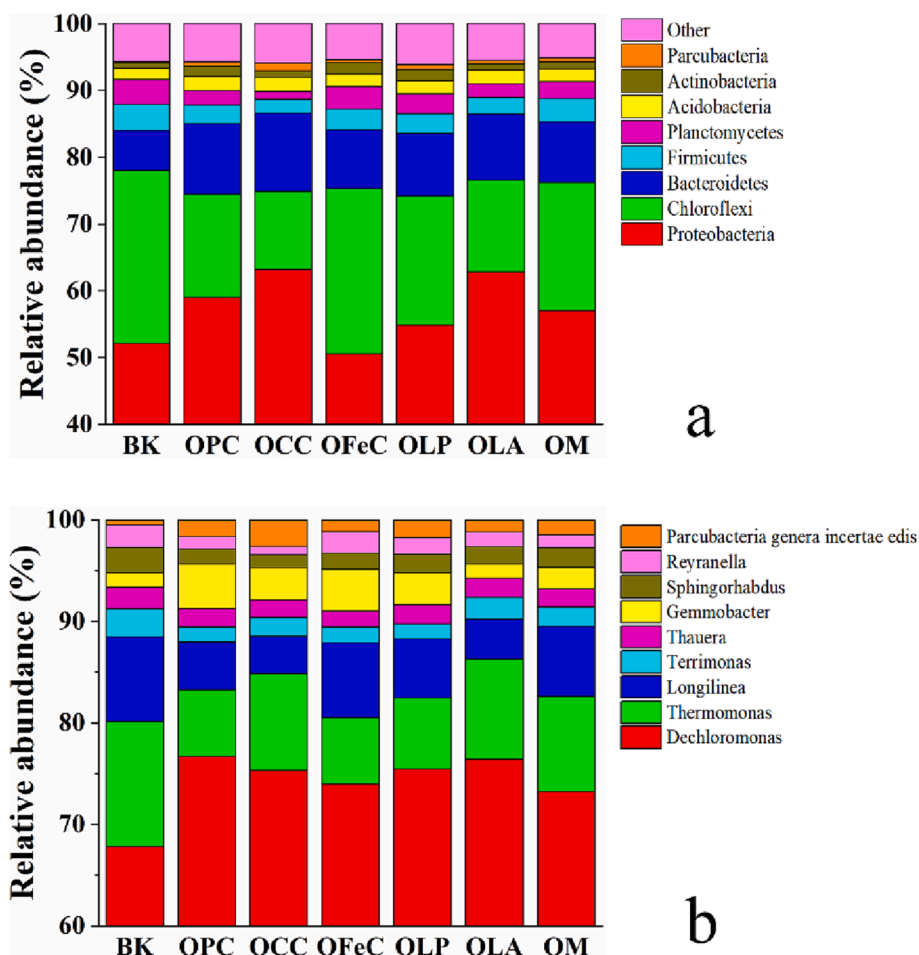 Relative abundance (%)
100
90
80
70
60
50
40
BK OPC OCC OFeC OLP OLA OM
Other
Parcubacteria
Actinobacteria
Acidobacteria
Planctomycetes
Firmicutes
Bacteroidetes
Chloroflexi
Proteobacteria
a
Relative abundance (%)
100
90
80
70
60
BK OPC OCC OFeC OLP OLA OM
Parcubacteria genera incertae edis
Reyranella
Sphingorhabdus
Gemmobacter
Thauera
Terrimonas
Longilinea
Thermomonas
Dechloromonas
b